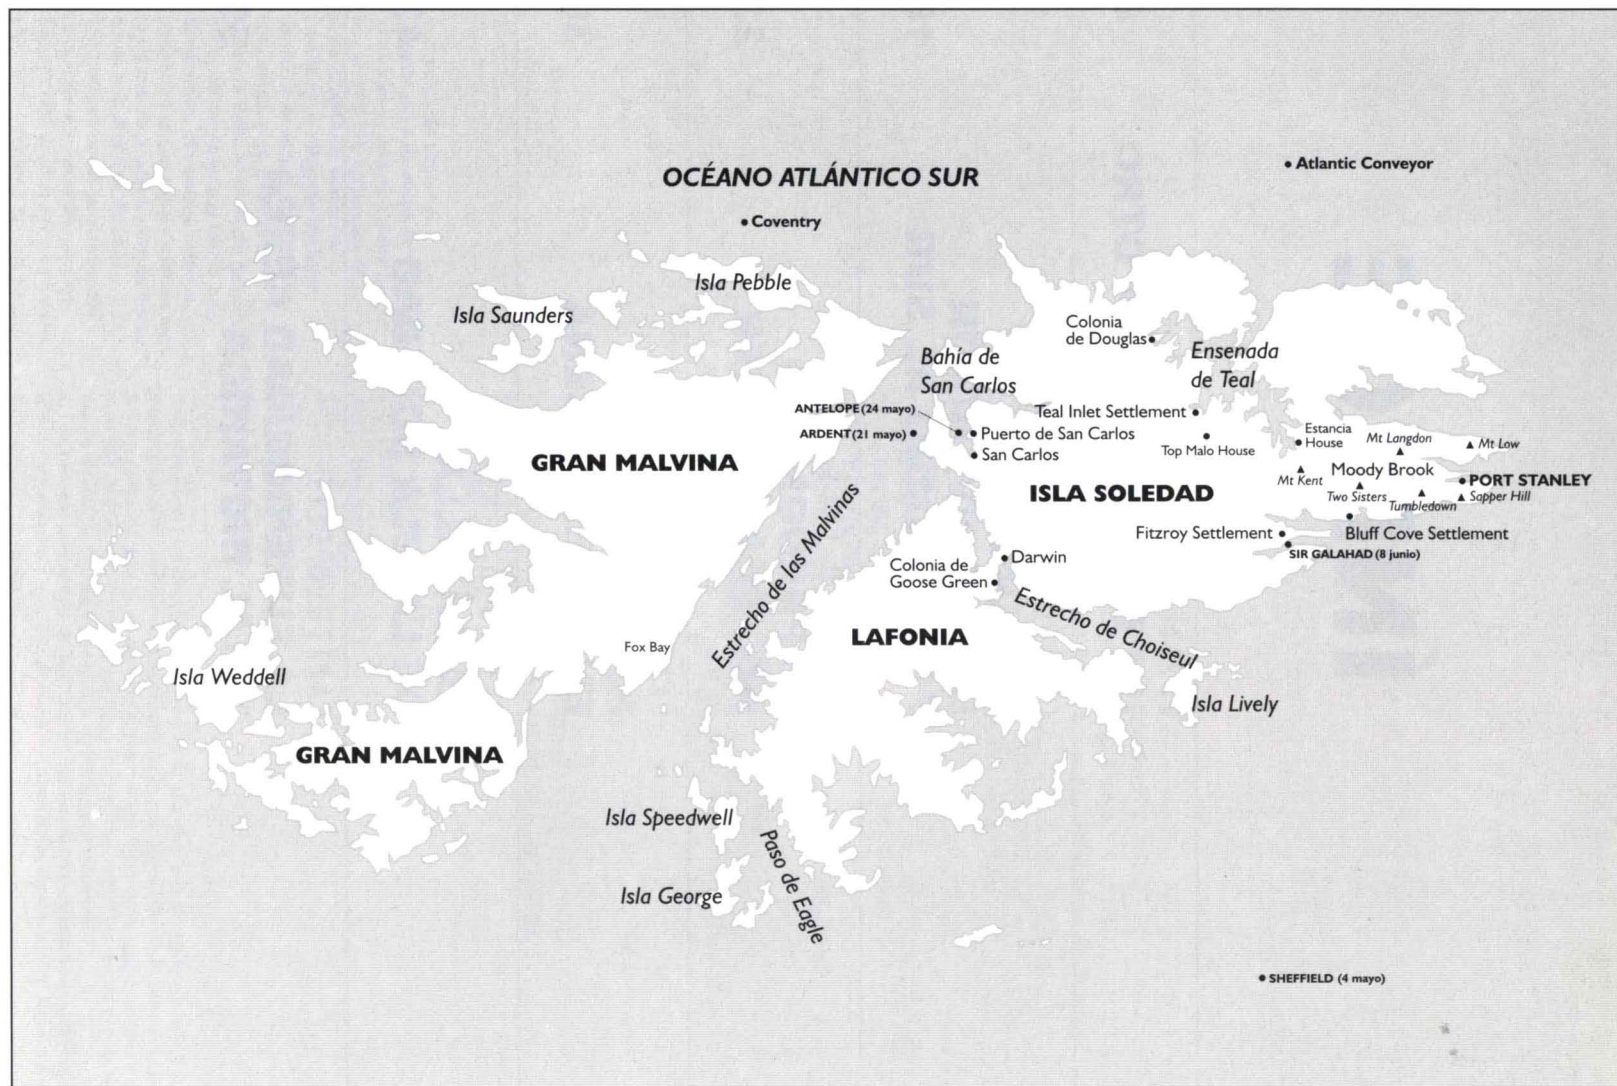 Atlantic Conveyor
OCÉANO ATLÁNTICO SUR
Coventry
Isla Pebble
Isla Saunders
Colonia
de Douglas
Ensenada
de Teal
Bahía de
San Carlos
ANTELOPE (24 mayo)
ARDENT (21 mayo)
Puerto de San Carlos
San Carlos
Teal Inlet Settlement
Top Malo House
Estancia
House
Mt Langdon
Mt Low
GRAN MALVINA
ISLA SOLEDAD
Mt Kent
Moody Brook
Two Sisters
Tumbledown
PORT STANLEY
Sapper Hill
Fitzroy Settlement
Bluff Cove Settlement
SIR GALAHAD (8 junio)
Estrecho de las Malvinas
Darwin
Colonia de
Goose Green
Estrecho de Choiseul
LAFONIA
Fox Bay
Isla Weddell
Isla Lively
GRAN MALVINA
Isla Speedwell
Paso de Eagle
Isla George
SHEFFIELD (4 mayo)